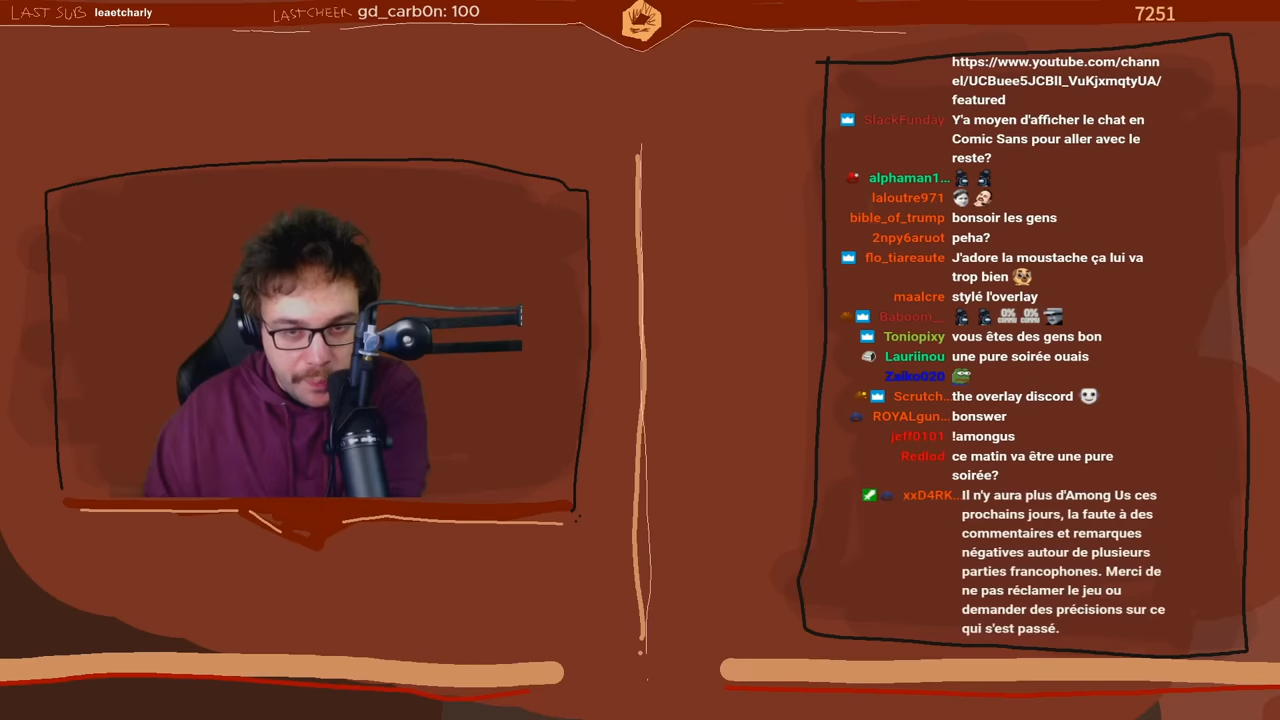 LAST SUB leaetcharly
LAST CHEER gd_carb0n: 100
7251
https://www.youtube.com/chann
el/UCBuee5JCBII_VuKjxmqtyUA/
featured
SlackFunday Y'a moyen d'afficher le chat en
Comic Sans pour aller avec le
reste?
alphaman1...
laloutre971
bible_of_trump bonsoir les gens
2npy6aruot peha?
flo_tiareaute J'adore la moustache ça lui va
trop bien
maalcre stylé l'overlay
Baboom__ 0% 0%
Toniopixy vous êtes des gens bon
Lauriinou une pure soirée ouais
Zaiko020
Scrutch... the overlay discord
ROYALgun... bonswer
jeff0101 !amongus
Redlod ce matin va être une pure
soirée?
xxD4RK... Il n'y aura plus d'Among Us ces
prochains jours, la faute à des
commentaires et remarques
négatives autour de plusieurs
parties francophones. Merci de
ne pas réclamer le jeu ou
demander des précisions sur ce
qui s'est passé.